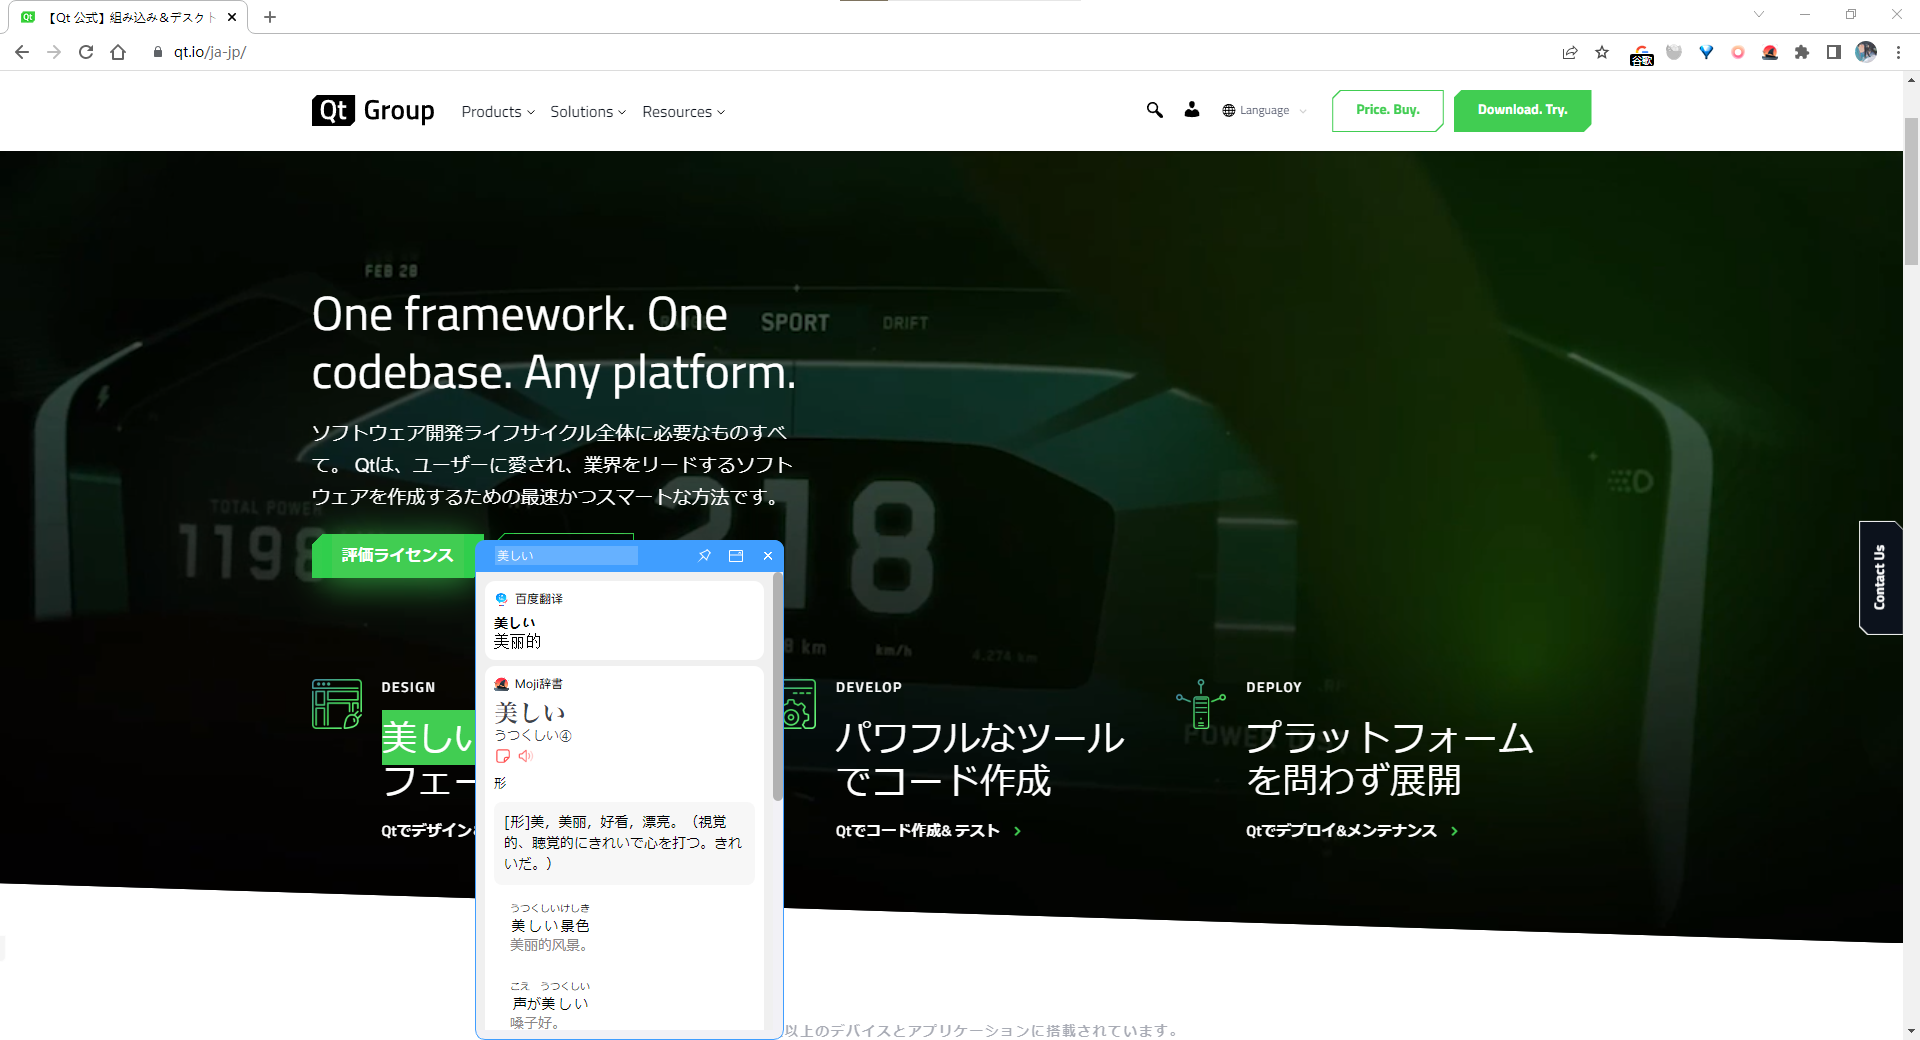 【Qt 公式】組み込み＆デスクト
qt.io/ja-jp/
谷歌
Qt Group
Products
Solutions
Resources
Language
Price. Buy.
Download. Try.
FEB 28
One framework. One
codebase. Any platform.
SPORT
DRIFT
ソフトウェア開発ライフサイクル全体に必要なものすべ
て。 Qtは、ユーザーに愛され、業界をリードするソフト
ウェアを作成するための最速かつスマートな方法です。
TOTAL POWER
1198
218
km
km/h
4,274 km
評価ライセンス
Contact Us
美しい
百度翻译
美しい
美丽的
Moji辞書
美しい
うつくしい④
形
[形]美，美丽，好看，漂亮。（視覚
的、聴覚的にきれいで心を打つ。きれ
いだ。）
うつくしいけしき
美しい景色
美丽的风景。
こえ うつくしい
声が美しい
嗓子好。
DESIGN
美しい
フェー
Qtでデザイン&
DEVELOP
パワフルなツール
でコード作成
Qtでコード作成& テスト
DEPLOY
プラットフォーム
を問わず展開
Qtでデプロイ&メンテナンス
POWER
以上のデバイスとアプリケーションに搭載されています。